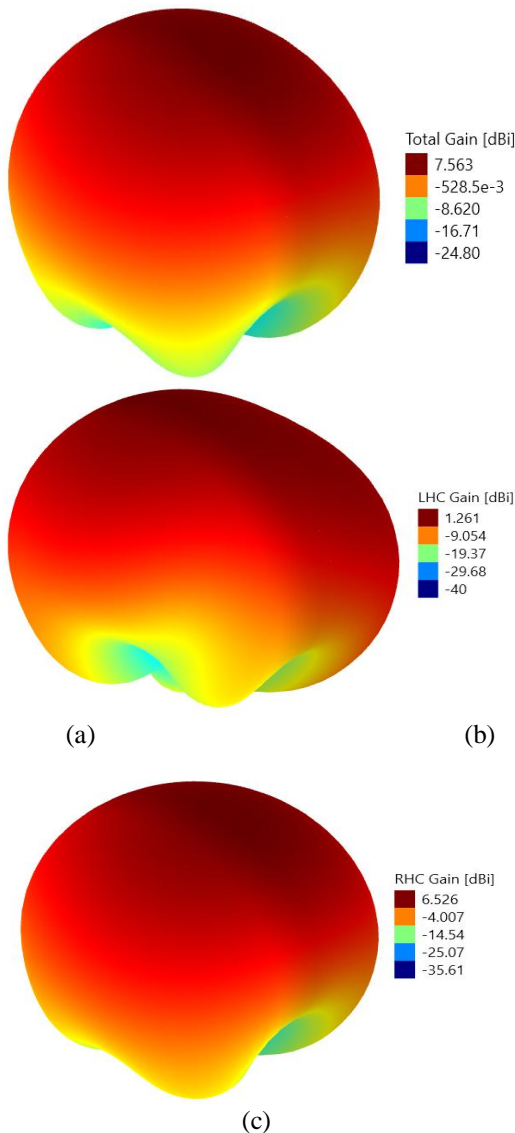 Total Gain [dBi]
7.563
-528.5e-3
-8.620
-16.71
-24.80
LHC Gain [dBi]
1.261
-9.054
-19.37
-29.68
-40
(a) (b)
RHC Gain [dBi]
6.526
-4.007
-14.54
-25.07
-35.61
(c)